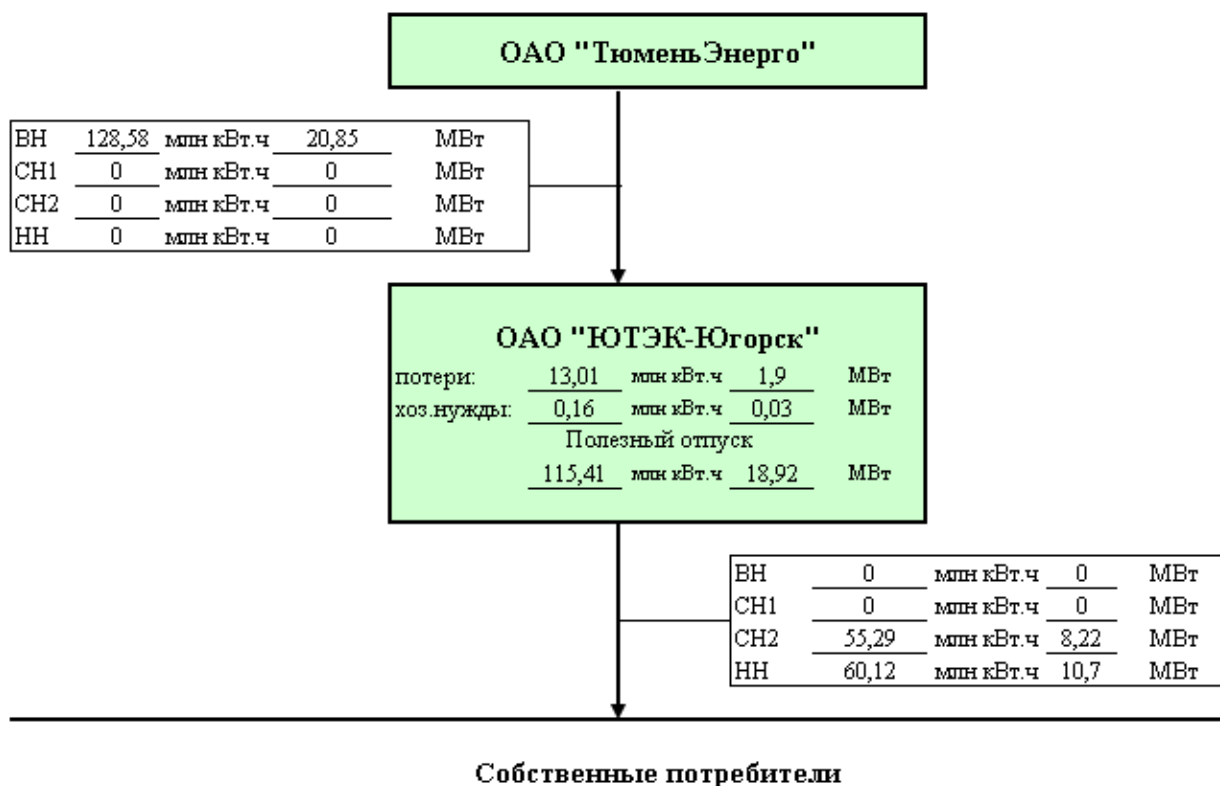 ОАО "ТюменьЭнерго"
ВН 128,58 млн кВт.ч 20,85 МВт
СН1 0 млн кВт.ч 0 МВт
СН2 0 млн кВт.ч 0 МВт
НН 0 млн кВт.ч 0 МВт
ОАО "ЮТЭК-Югорск"
потери: 13,01 млн кВт.ч 1,9 МВт
хоз.нужды: 0,16 млн кВт.ч 0,03 МВт
Полезный отпуск
115,41 млн кВт.ч 18,92 МВт
ВН 0 млн кВт.ч 0 МВт
СН1 0 млн кВт.ч 0 МВт
СН2 55,29 млн кВт.ч 8,22 МВт
НН 60,12 млн кВт.ч 10,7 МВт
Собственные потребители